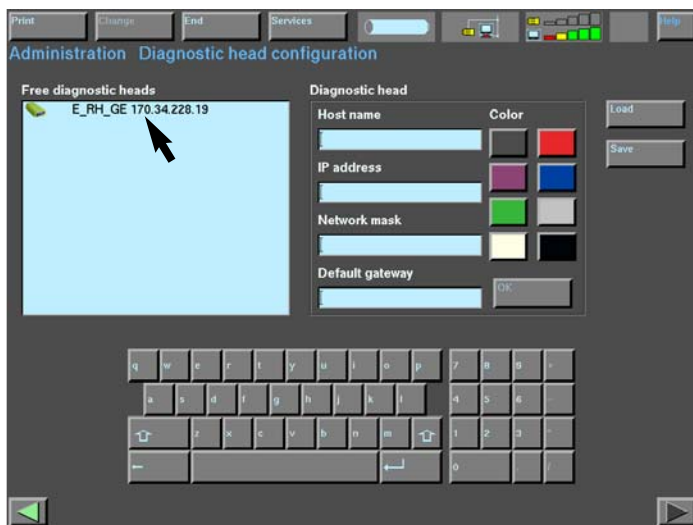 Print Change End Services Help
Administration Diagnostic head configuration
Free diagnostic heads
E_RH_GE 170.34.228.19
Diagnostic head
Host name
Color
IP address
Network mask
Default gateway
OK
Load
Save
q w e r t y u i o p 7 8 9
a s d f g h j k l 4 5 6
z x c v b n m 1 2 3
0 . /